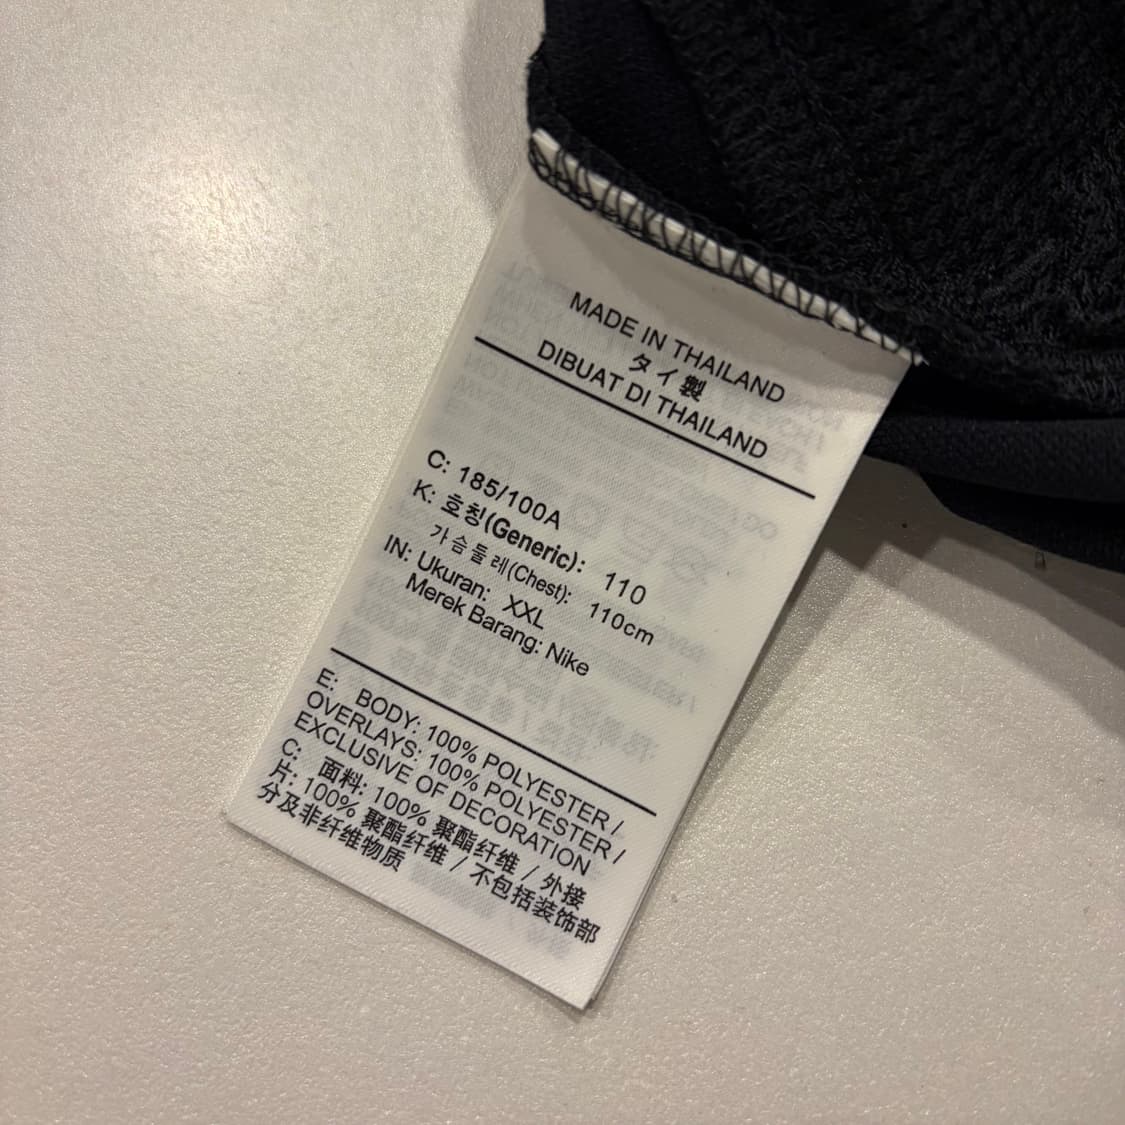 MADE IN THAILAND
タイ製
DIBUAT DI THAILAND
C: 185/100A
K: 호칭(Generic): 110
가슴둘레(Chest): 110cm
IN: Ukuran: XXL
Merek Barang: Nike
E: BODY: 100% POLYESTER /
OVERLAYS: 100% POLYESTER /
EXCLUSIVE OF DECORATION
C: 面料: 100% 聚酯纤维 / 外接
片: 100% 聚酯纤维 / 不包括装饰部
分及非纤维物质